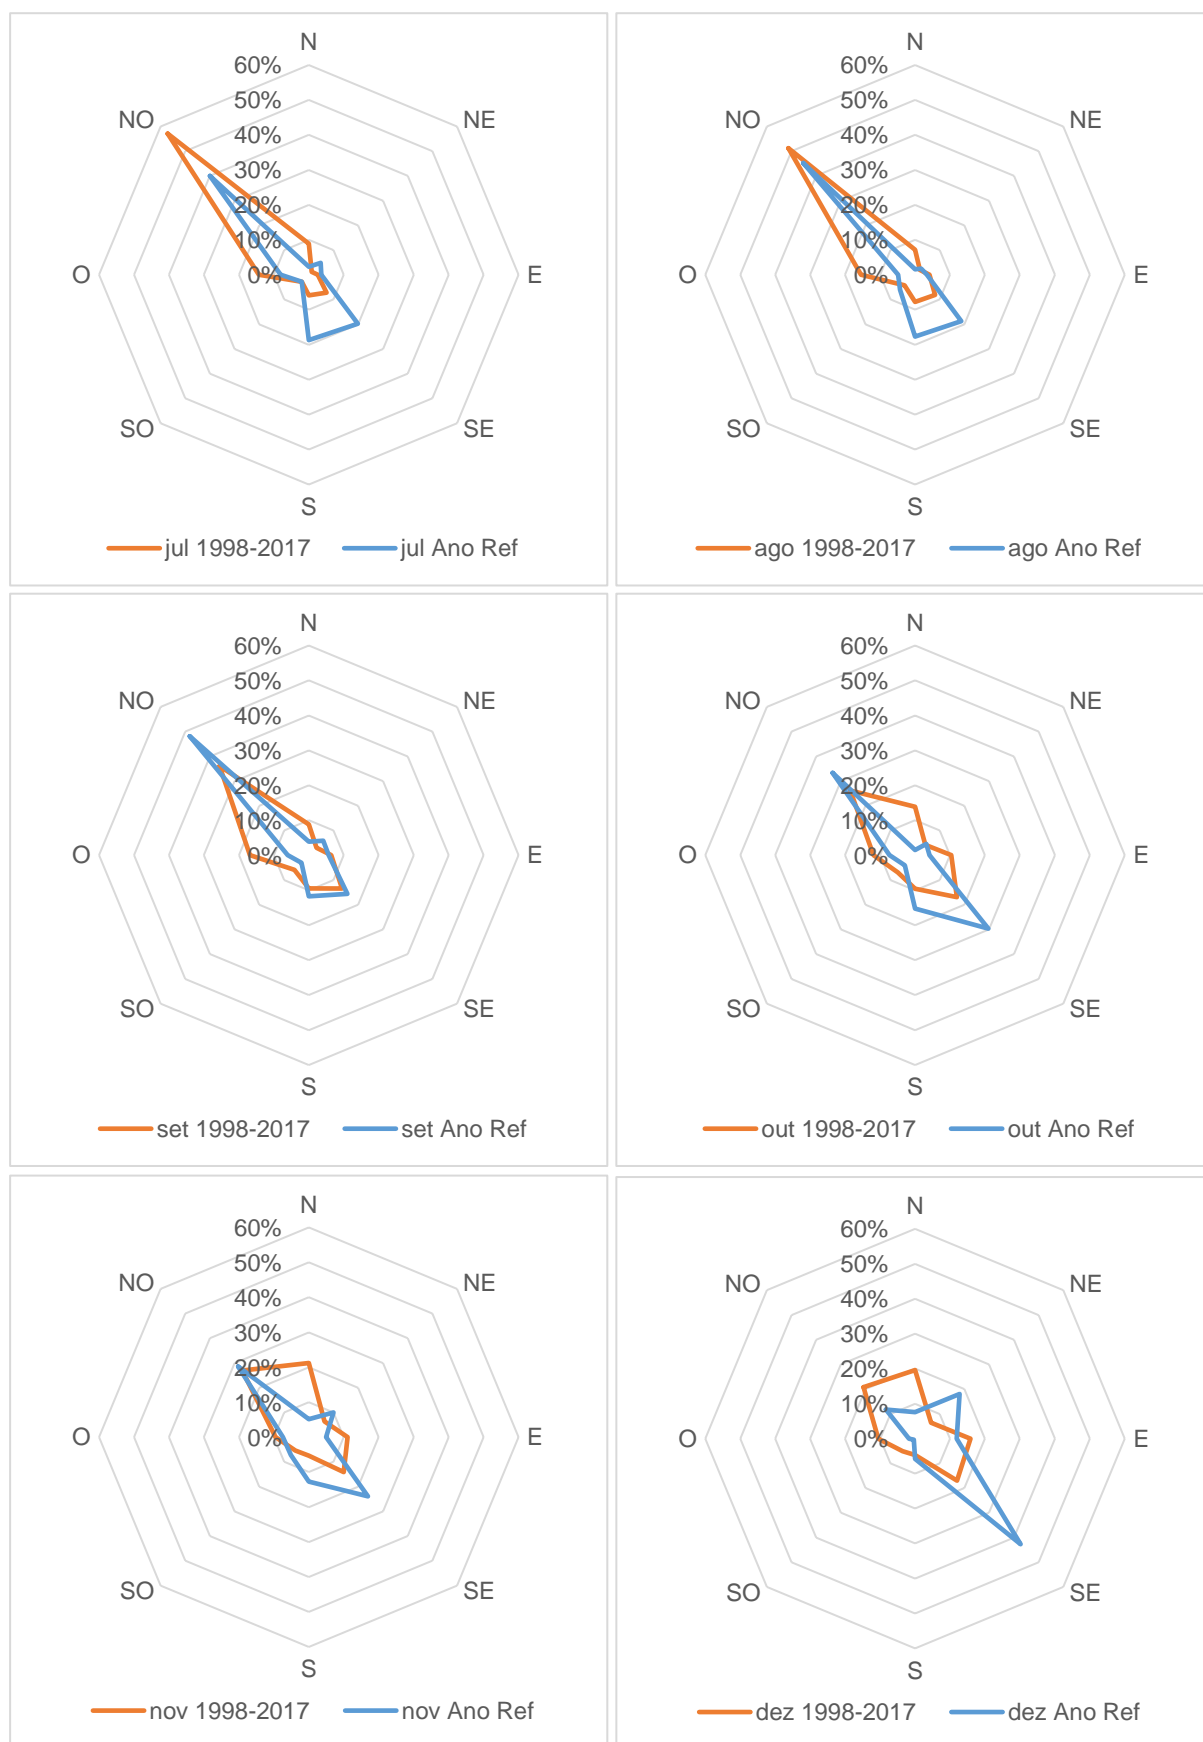 N
60%
50%
40%
30%
20%
10%
0%
NO
NE
O
E
SO
SE
S
jul 1998-2017 jul Ano Ref
N
60%
50%
40%
30%
20%
10%
0%
NO
NE
O
E
SO
SE
S
ago 1998-2017 ago Ano Ref
N
60%
50%
40%
30%
20%
10%
0%
NO
NE
O
E
SO
SE
S
set 1998-2017 set Ano Ref
N
60%
50%
40%
30%
20%
10%
0%
NO
NE
O
E
SO
SE
S
out 1998-2017 out Ano Ref
N
60%
50%
40%
30%
20%
10%
0%
NO
NE
O
E
SO
SE
S
nov 1998-2017 nov Ano Ref
N
60%
50%
40%
30%
20%
10%
0%
NO
NE
O
E
SO
SE
S
dez 1998-2017 dez Ano Ref